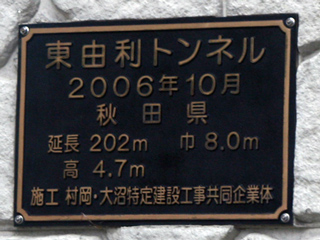 東由利トンネル
2006年10月
秋田県
延長 202m 巾 8.0m
高 4.7m
施工 村岡・大沼特定建設工事共同企業体